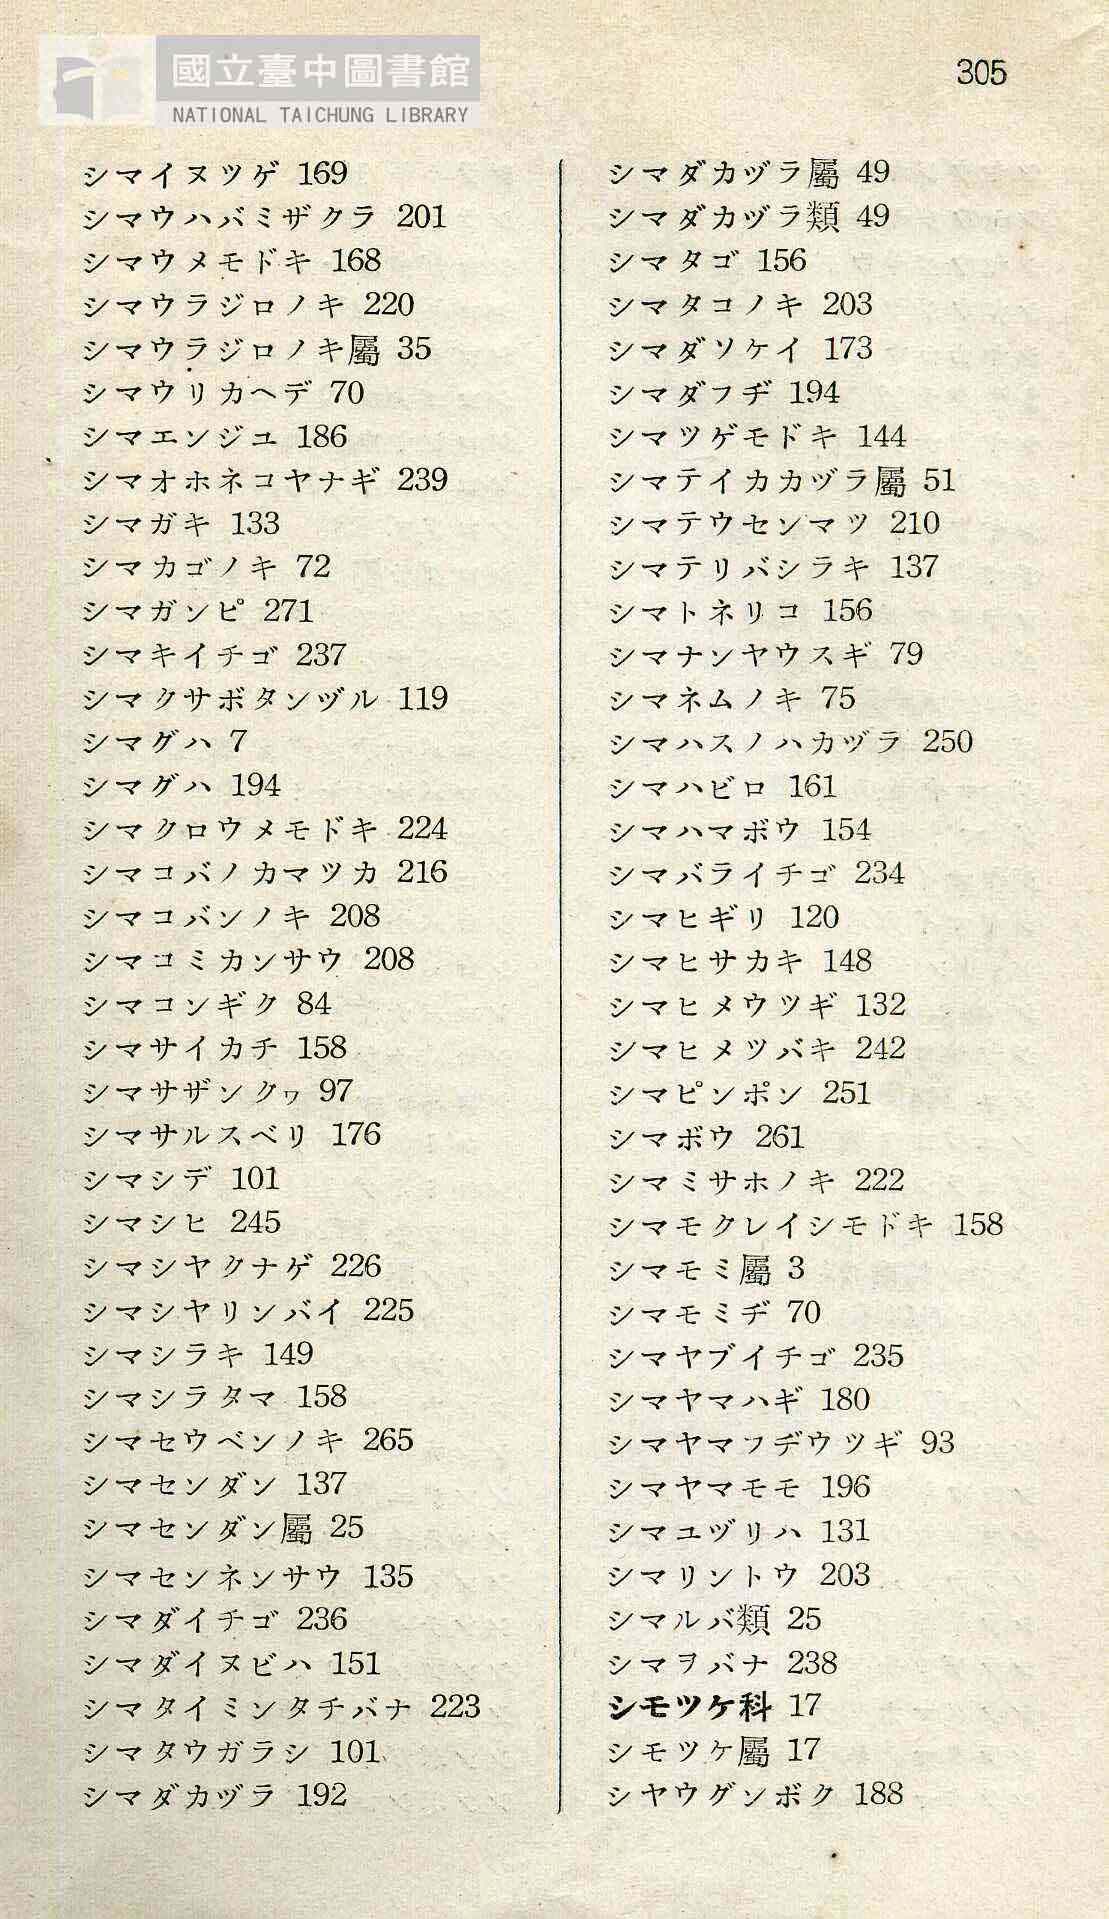 國立臺中圖書館
NATIONAL TAICHUNG LIBRARY
305
シマイヌツゲ 169
シマウハバミザクラ 201
シマウメモドキ 168
シマウラジロノキ 220
シマウラジロノキ屬 35
シマウリカヘデ 70
シマエンジユ 186
シマオホネコヤナギ 239
シマガキ 133
シマカゴノキ 72
シマガンピ 271
シマキイチゴ 237
シマクサボタンヅル 119
シマグハ 7
シマグハ 194
シマクロウメモドキ 224
シマコバノカマツカ 216
シマコバンノキ 208
シマコミカンサウ 208
シマコンギク 84
シマサイカチ 158
シマサザンクヮ 97
シマサルスベリ 176
シマシデ 101
シマシヒ 245
シマシヤクナゲ 226
シマシヤリンバイ 225
シマシラキ 149
シマシラタマ 158
シマセウベンノキ 265
シマセンダン 137
シマセンダン屬 25
シマセンネンサウ 135
シマダイチゴ 236
シマダイヌビハ 151
シマタイミンタチバナ 223
シマタウガラシ 101
シマダカヅラ 192
シマダカヅラ屬 49
シマダカヅラ類 49
シマタゴ 156
シマタコノキ 203
シマダソケイ 173
シマダフヂ 194
シマツゲモドキ 144
シマテイカカヅラ屬 51
シマテウセンマツ 210
シマテリバシラキ 137
シマトネリコ 156
シマナンヤウスギ 79
シマネムノキ 75
シマハスノハカヅラ 250
シマハビロ 161
シマハマボウ 154
シマバライチゴ 234
シマヒギリ 120
シマヒサカキ 148
シマヒメウツギ 132
シマヒメツバキ 242
シマピンポン 251
シマボウ 261
シマミサホノキ 222
シマモクレイシモドキ 158
シマモミ屬 3
シマモミヂ 70
シマヤブイチゴ 235
シマヤマハギ 180
シマヤマフヂウツギ 93
シマヤマモモ 196
シマユヅリハ 131
シマリントウ 203
シマルバ類 25
シマヲバナ 238
シモツケ科 17
シモツケ屬 17
シヤウグンボク 188